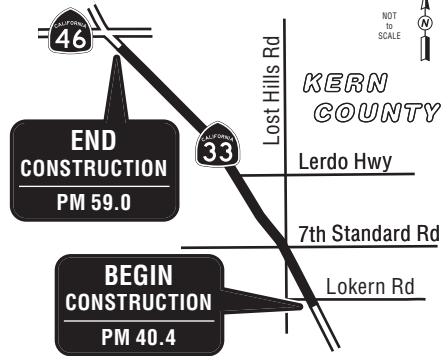 NOT
to
SCALE
N
CALIFORNIA
46
Lost Hills Rd
KERN
COUNTY
END
CONSTRUCTION
PM 59.0
CALIFORNIA
33
Lerdo Hwy
7th Standard Rd
BEGIN
CONSTRUCTION
PM 40.4
Lokern Rd